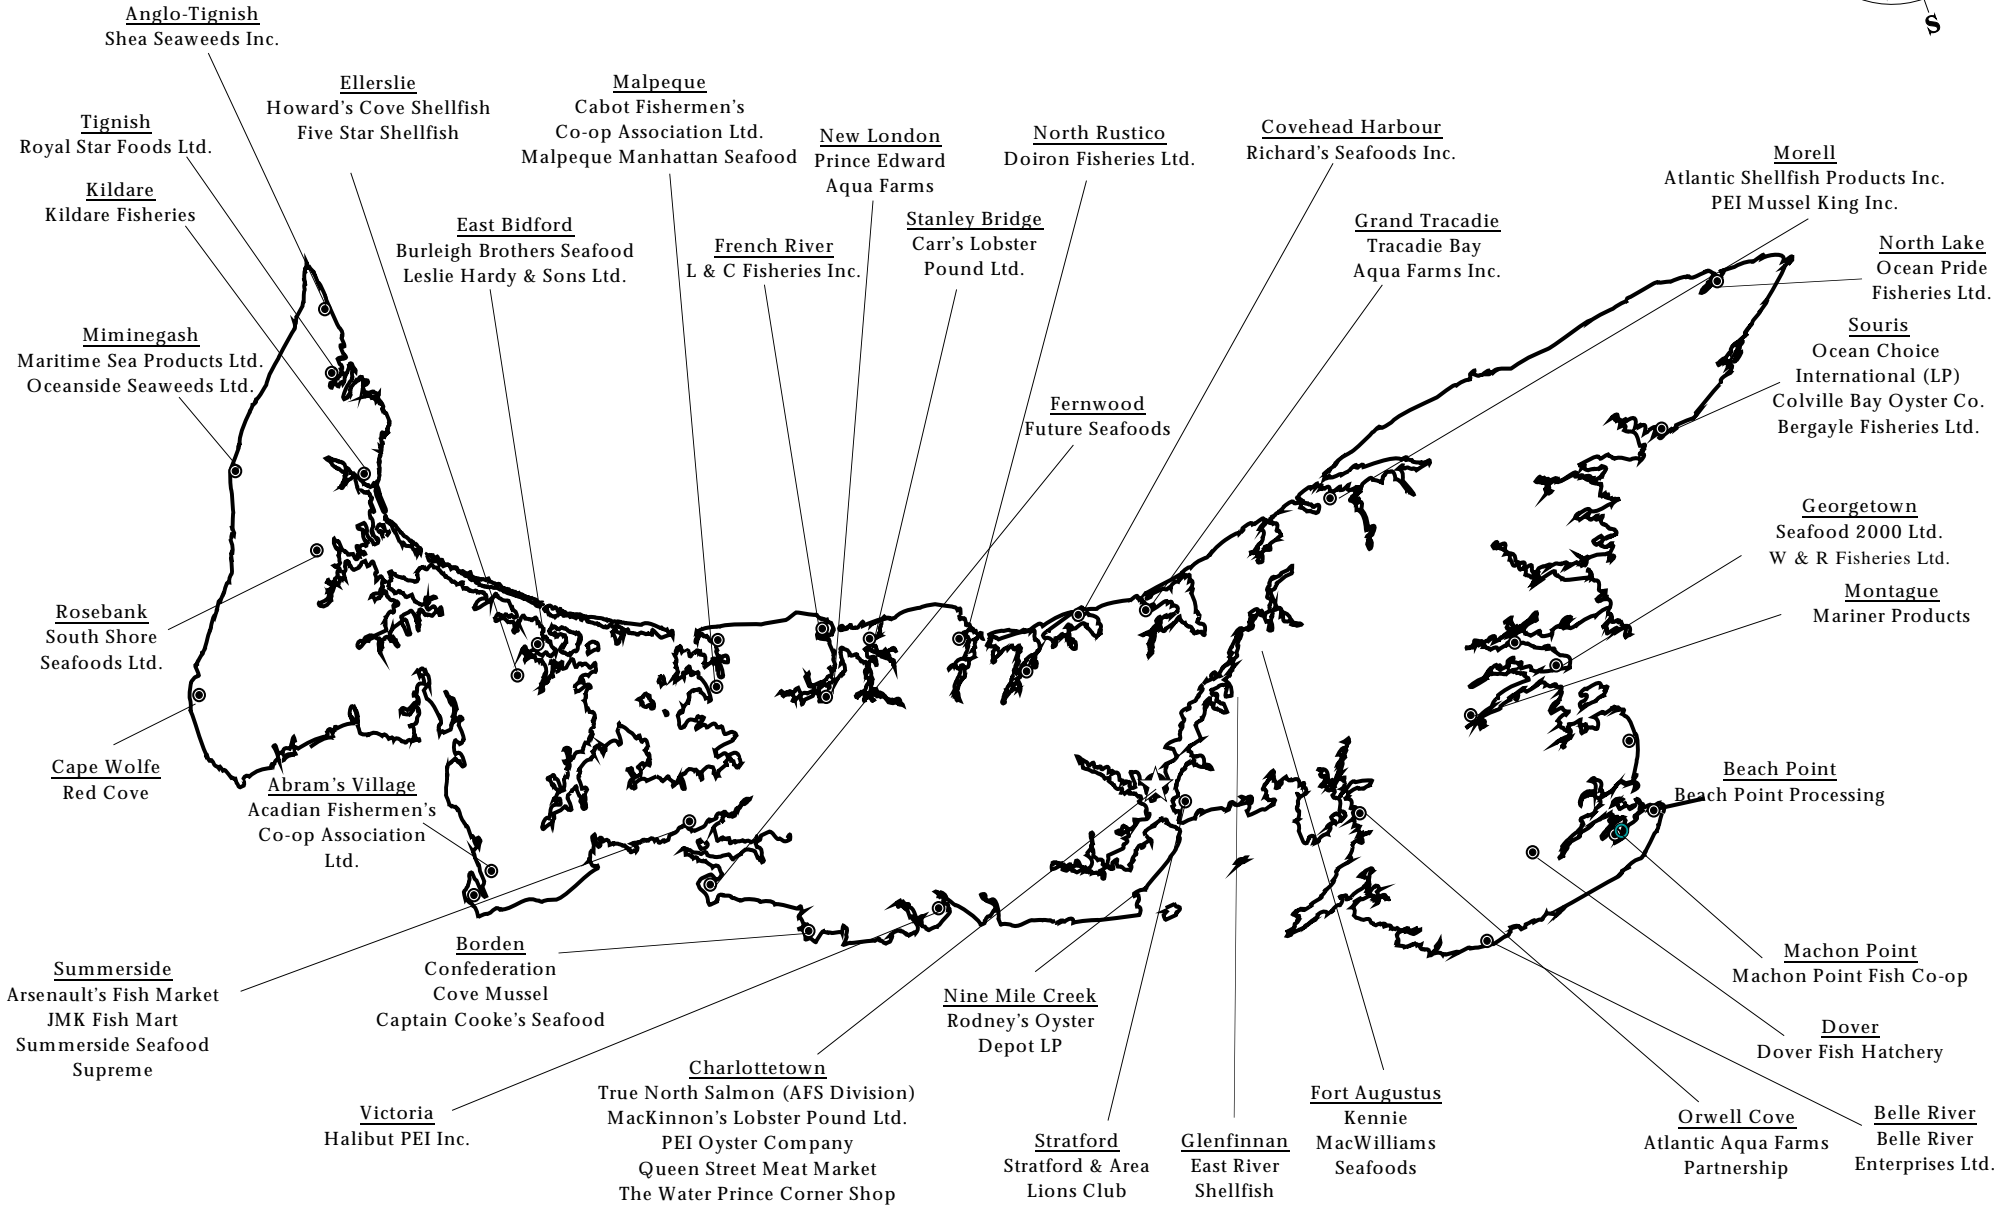 S
Anglo-Tignish
Shea Seaweeds Inc.
Ellerslie
Howard's Cove Shellfish
Five Star Shellfish
Malpeque
Cabot Fishermen's
Co-op Association Ltd.
Malpeque Manhattan Seafood
Tignish
Royal Star Foods Ltd.
New London
Prince Edward
Aqua Farms
North Rustico
Doiron Fisheries Ltd.
Covehead Harbour
Richard's Seafoods Inc.
Morell
Atlantic Shellfish Products Inc.
PEI Mussel King Inc.
Kildare
Kildare Fisheries
East Bidford
Burleigh Brothers Seafood
Leslie Hardy & Sons Ltd.
French River
L & C Fisheries Inc.
Stanley Bridge
Carr's Lobster
Pound Ltd.
Grand Tracadie
Tracadie Bay
Aqua Farms Inc.
North Lake
Ocean Pride
Fisheries Ltd.
Miminegash
Maritime Sea Products Ltd.
Oceanside Seaweeds Ltd.
Souris
Ocean Choice
International (LP)
Colville Bay Oyster Co.
Bergayle Fisheries Ltd.
Fernwood
Future Seafoods
Georgetown
Seafood 2000 Ltd.
W & R Fisheries Ltd.
Montague
Mariner Products
Rosebank
South Shore
Seafoods Ltd.
Cape Wolfe
Red Cove
Abram's Village
Acadian Fishermen's
Co-op Association
Ltd.
Beach Point
Beach Point Processing
Summerside
Arsenault's Fish Market
JMK Fish Mart
Summerside Seafood
Supreme
Borden
Confederation
Cove Mussel
Captain Cooke's Seafood
Nine Mile Creek
Rodney's Oyster
Depot LP
Machon Point
Machon Point Fish Co-op
Dover
Dover Fish Hatchery
Victoria
Halibut PEI Inc.
Charlottetown
True North Salmon (AFS Division)
MacKinnon's Lobster Pound Ltd.
PEI Oyster Company
Queen Street Meat Market
The Water Prince Corner Shop
Stratford
Stratford & Area
Lions Club
Glenfinnan
East River
Shellfish
Fort Augustus
Kennie
MacWilliams
Seafoods
Orwell Cove
Atlantic Aqua Farms
Partnership
Belle River
Belle River
Enterprises Ltd.